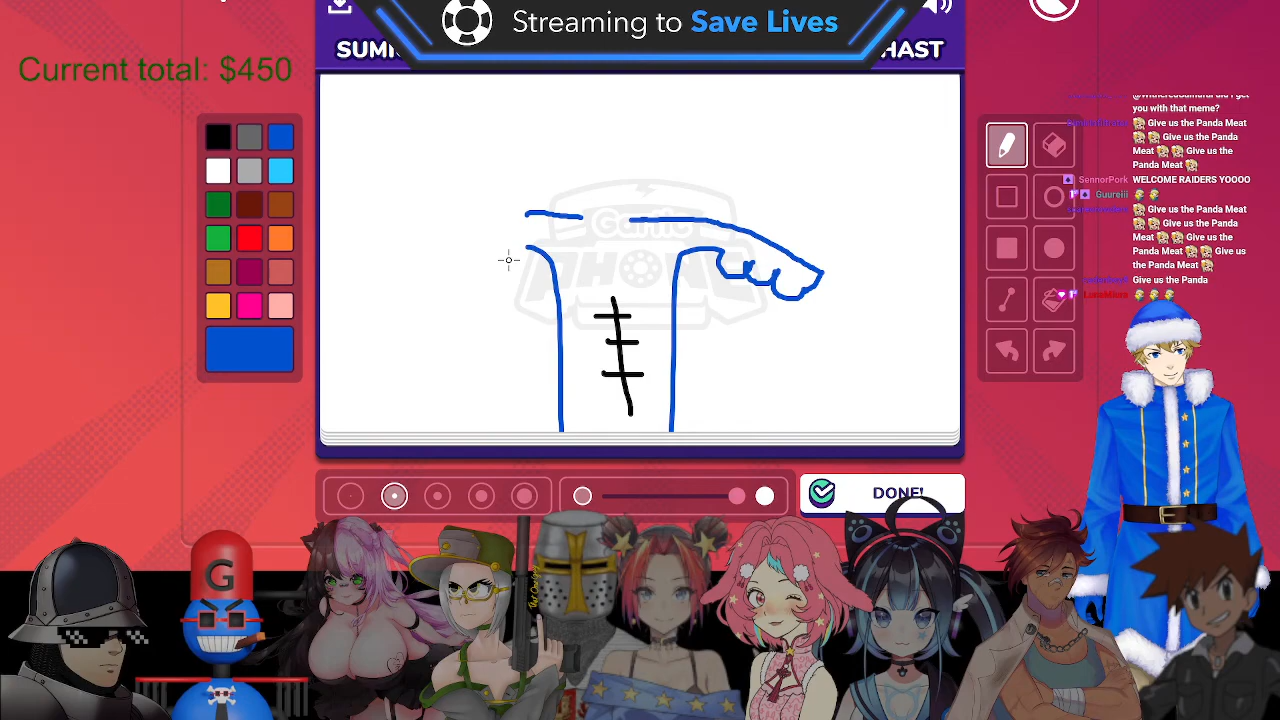 Streaming to Save Lives
SUM
HAST
Current total: $450
Gartic
PHONE
you with that meme?
Give us the Panda Meat
Give us the Panda
Meat Give us the
Panda Meat
SennorPork WELCOME RAIDERS YOOOO
Guureiii
Give us the Panda Meat
Give us the Panda
Meat Give us the
Panda Meat Give us
the Panda Meat
Give us the Panda
DONE!
G